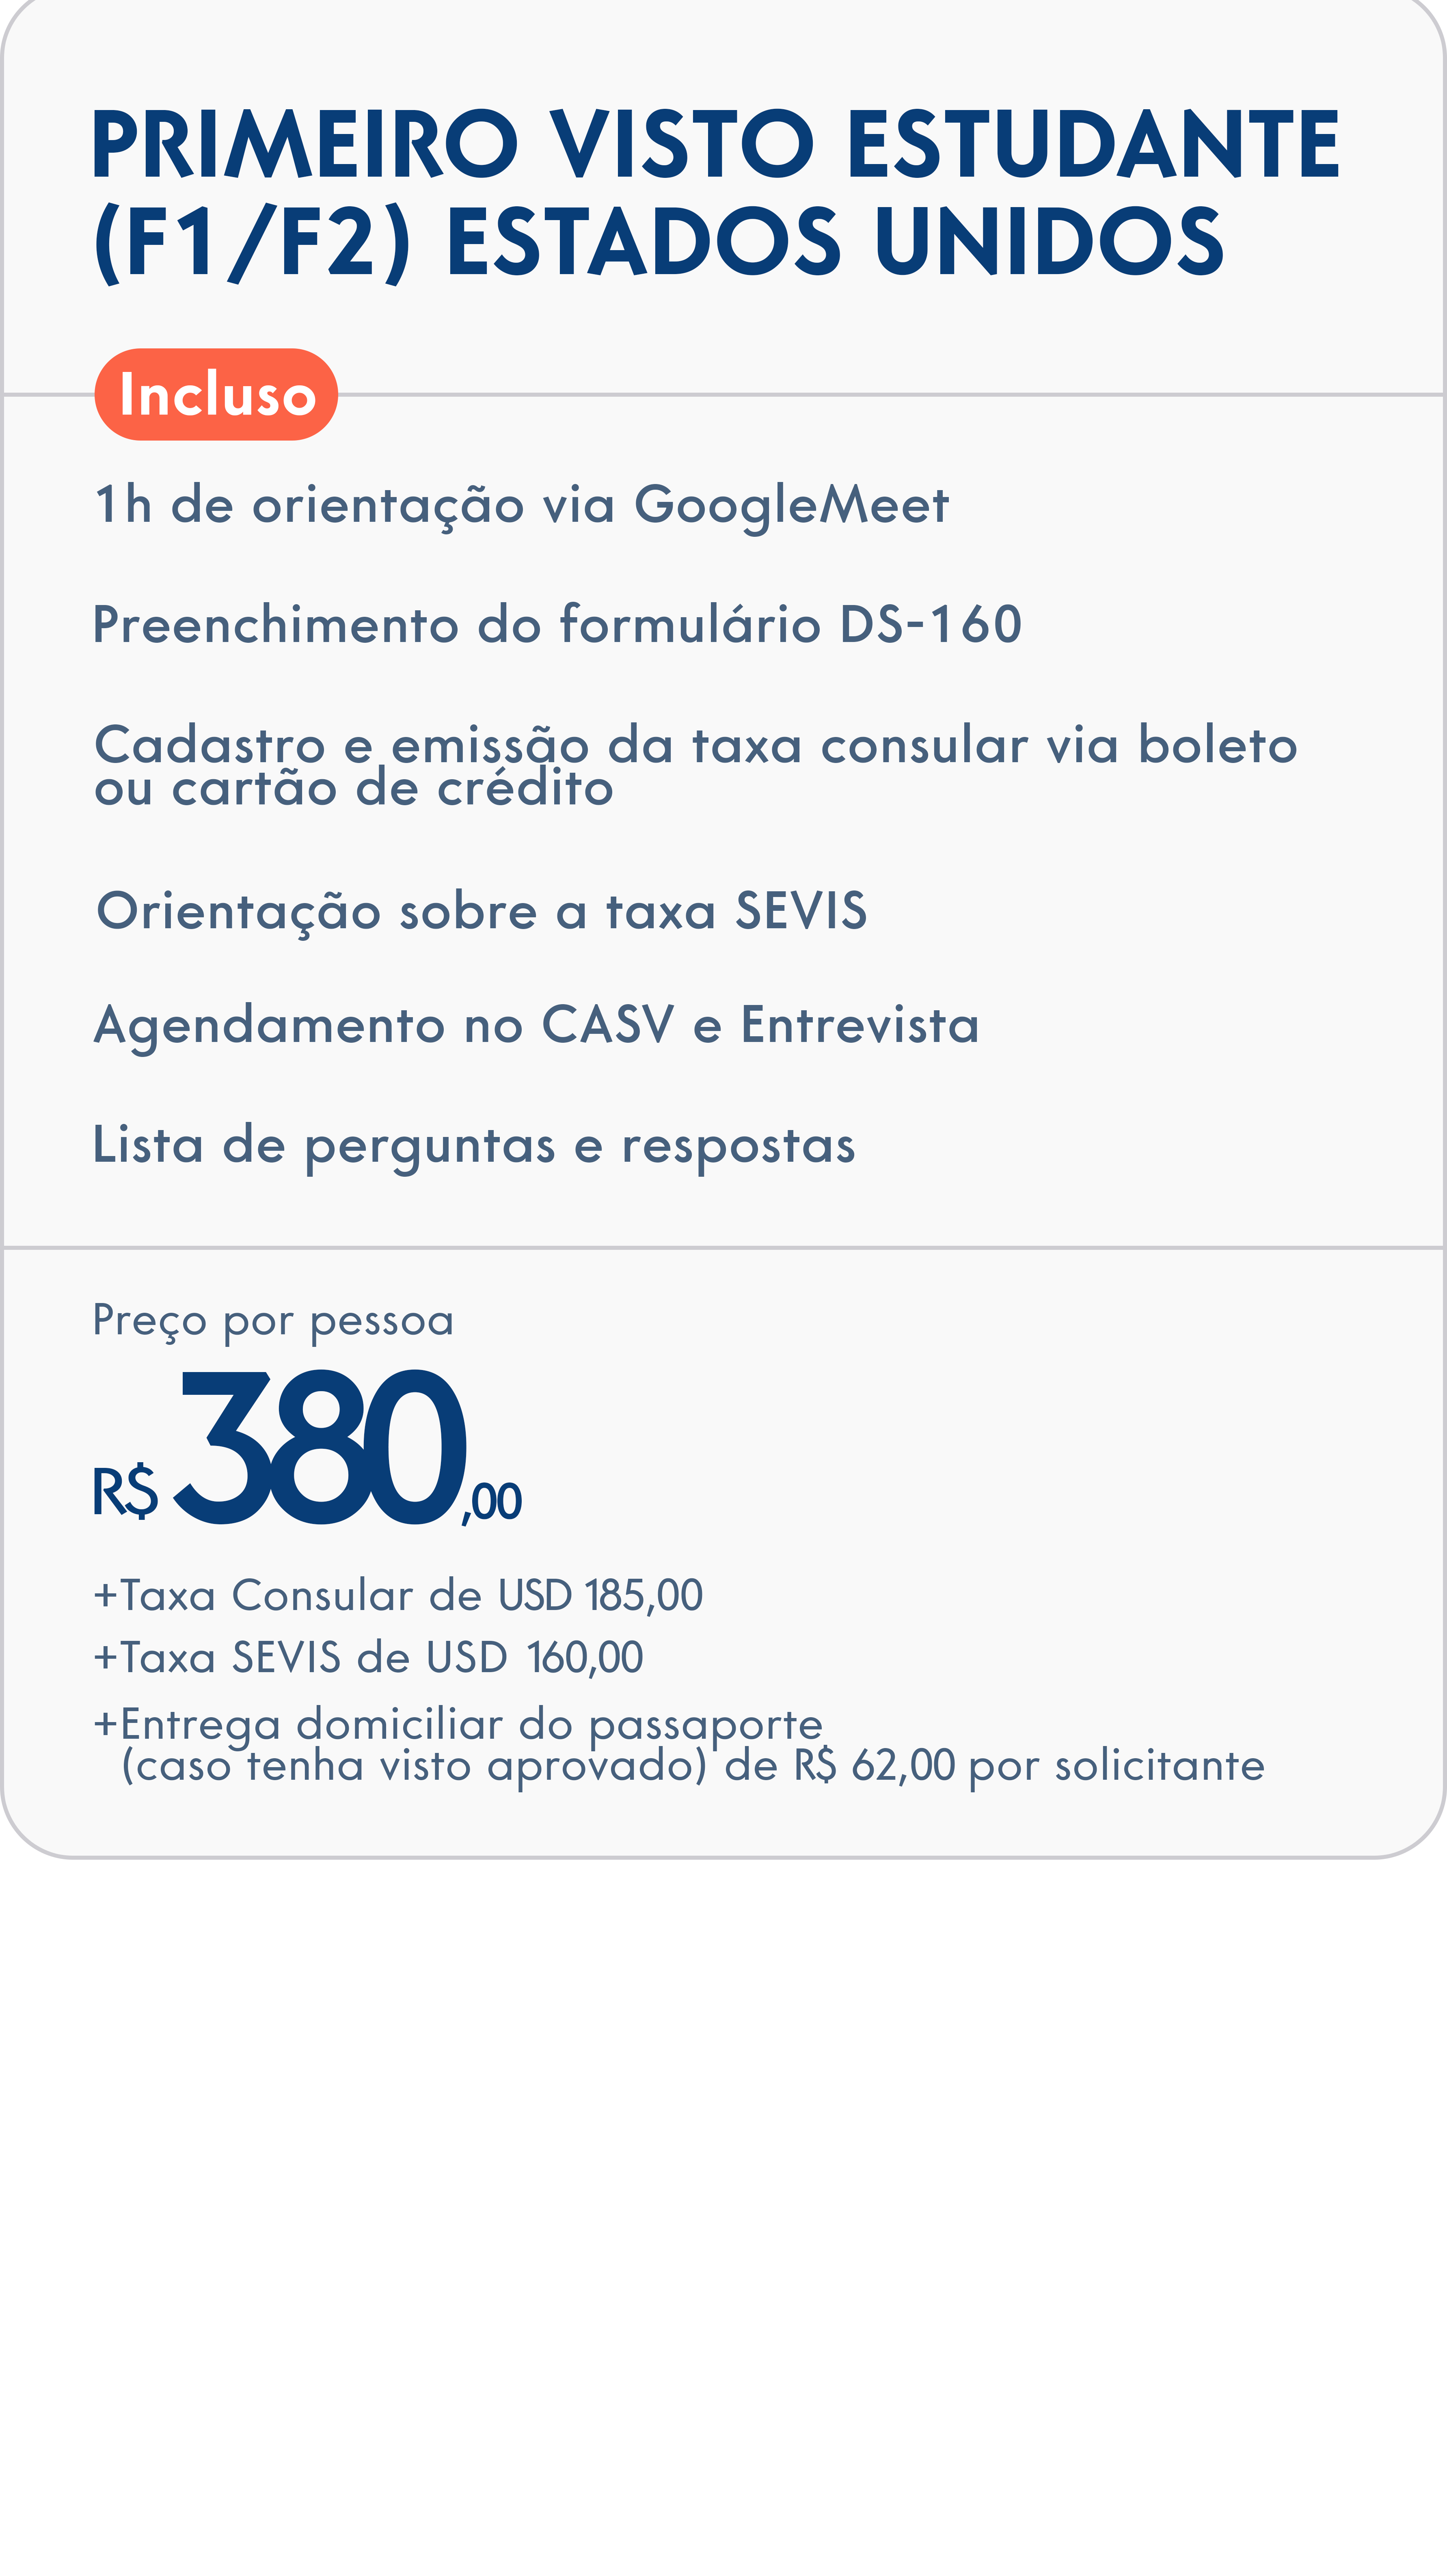 PRIMEIRO VISTO ESTUDANTE
(F1/F2) ESTADOS UNIDOS
Incluso
1h de orientação via GoogleMeet
Preenchimento do formulário DS-160
Cadastro e emissão da taxa consular via boleto
ou cartão de crédito
Orientação sobre a taxa SEVIS
Agendamento no CASV e Entrevista
Lista de perguntas e respostas
Preço por pessoa
R$ 380,00
+Taxa Consular de USD 185,00
+Taxa SEVIS de USD 160,00
+Entrega domiciliar do passaporte
(caso tenha visto aprovado) de R$ 62,00 por solicitante